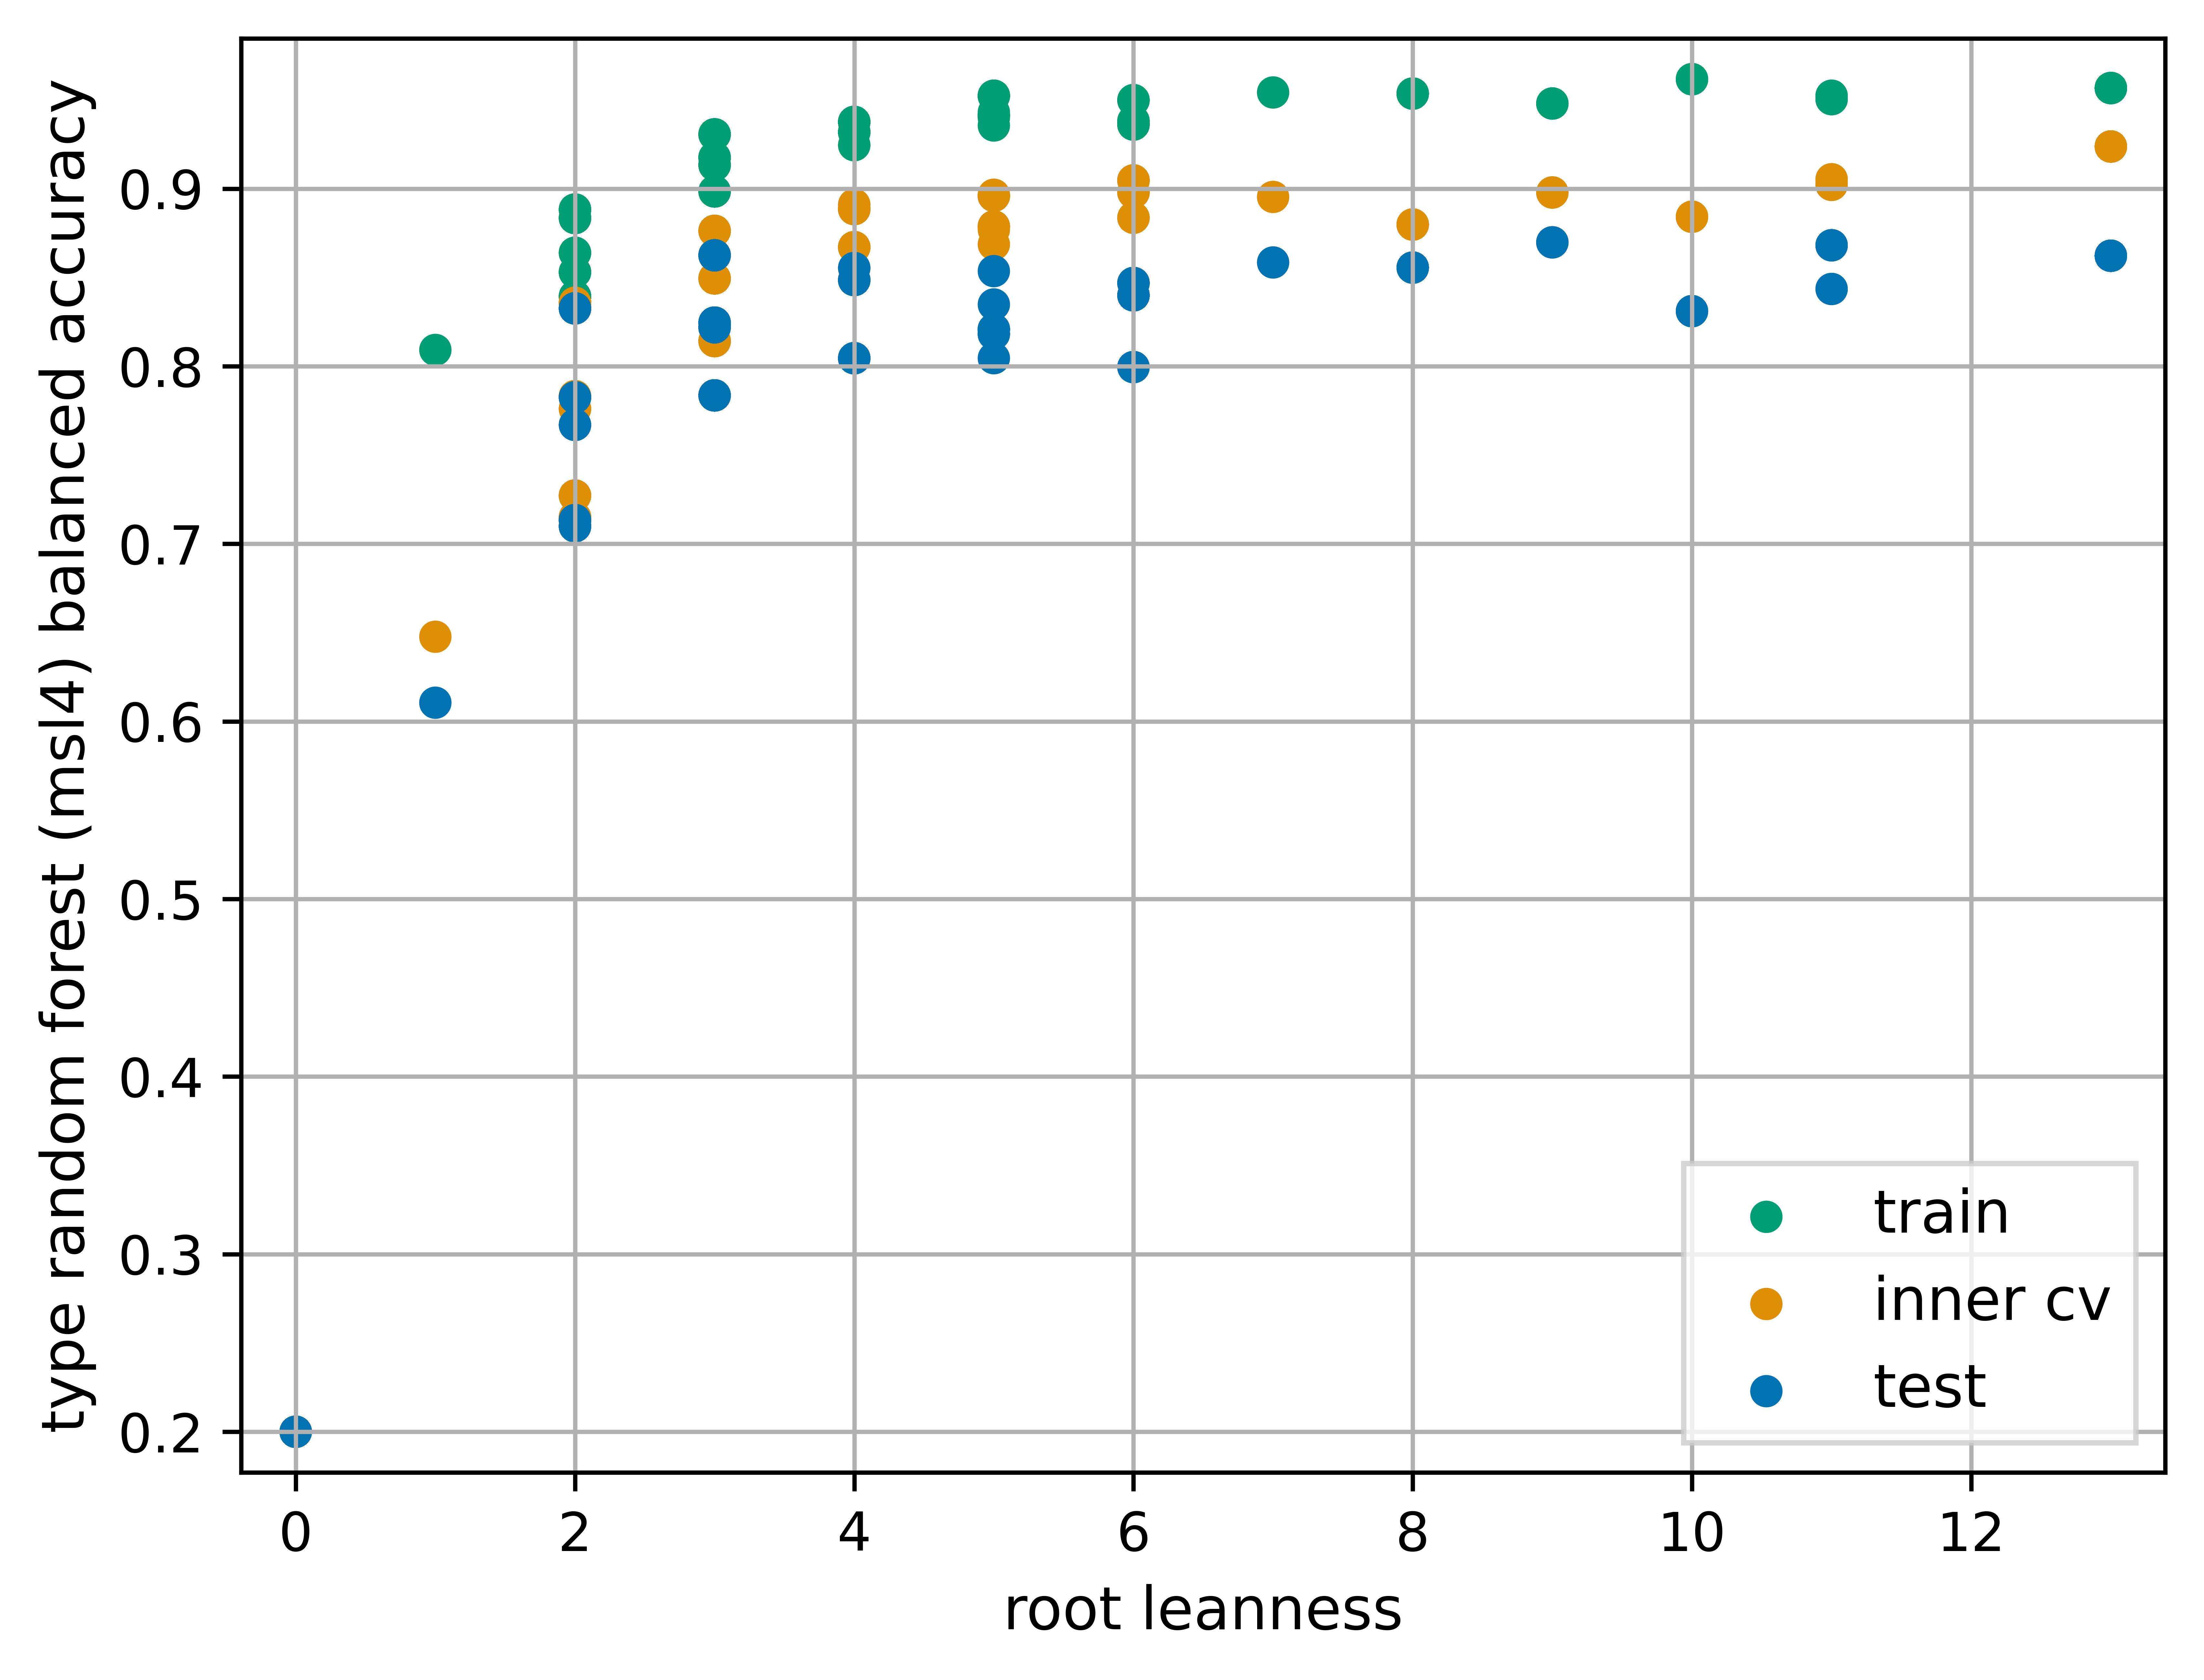 type random forest (msl4) balanced accuracy
0.9
0.8
0.7
0.6
0.5
0.4
0.3
0.2
train
inner cv
test
0 2 4 6 8 10 12
root leanness